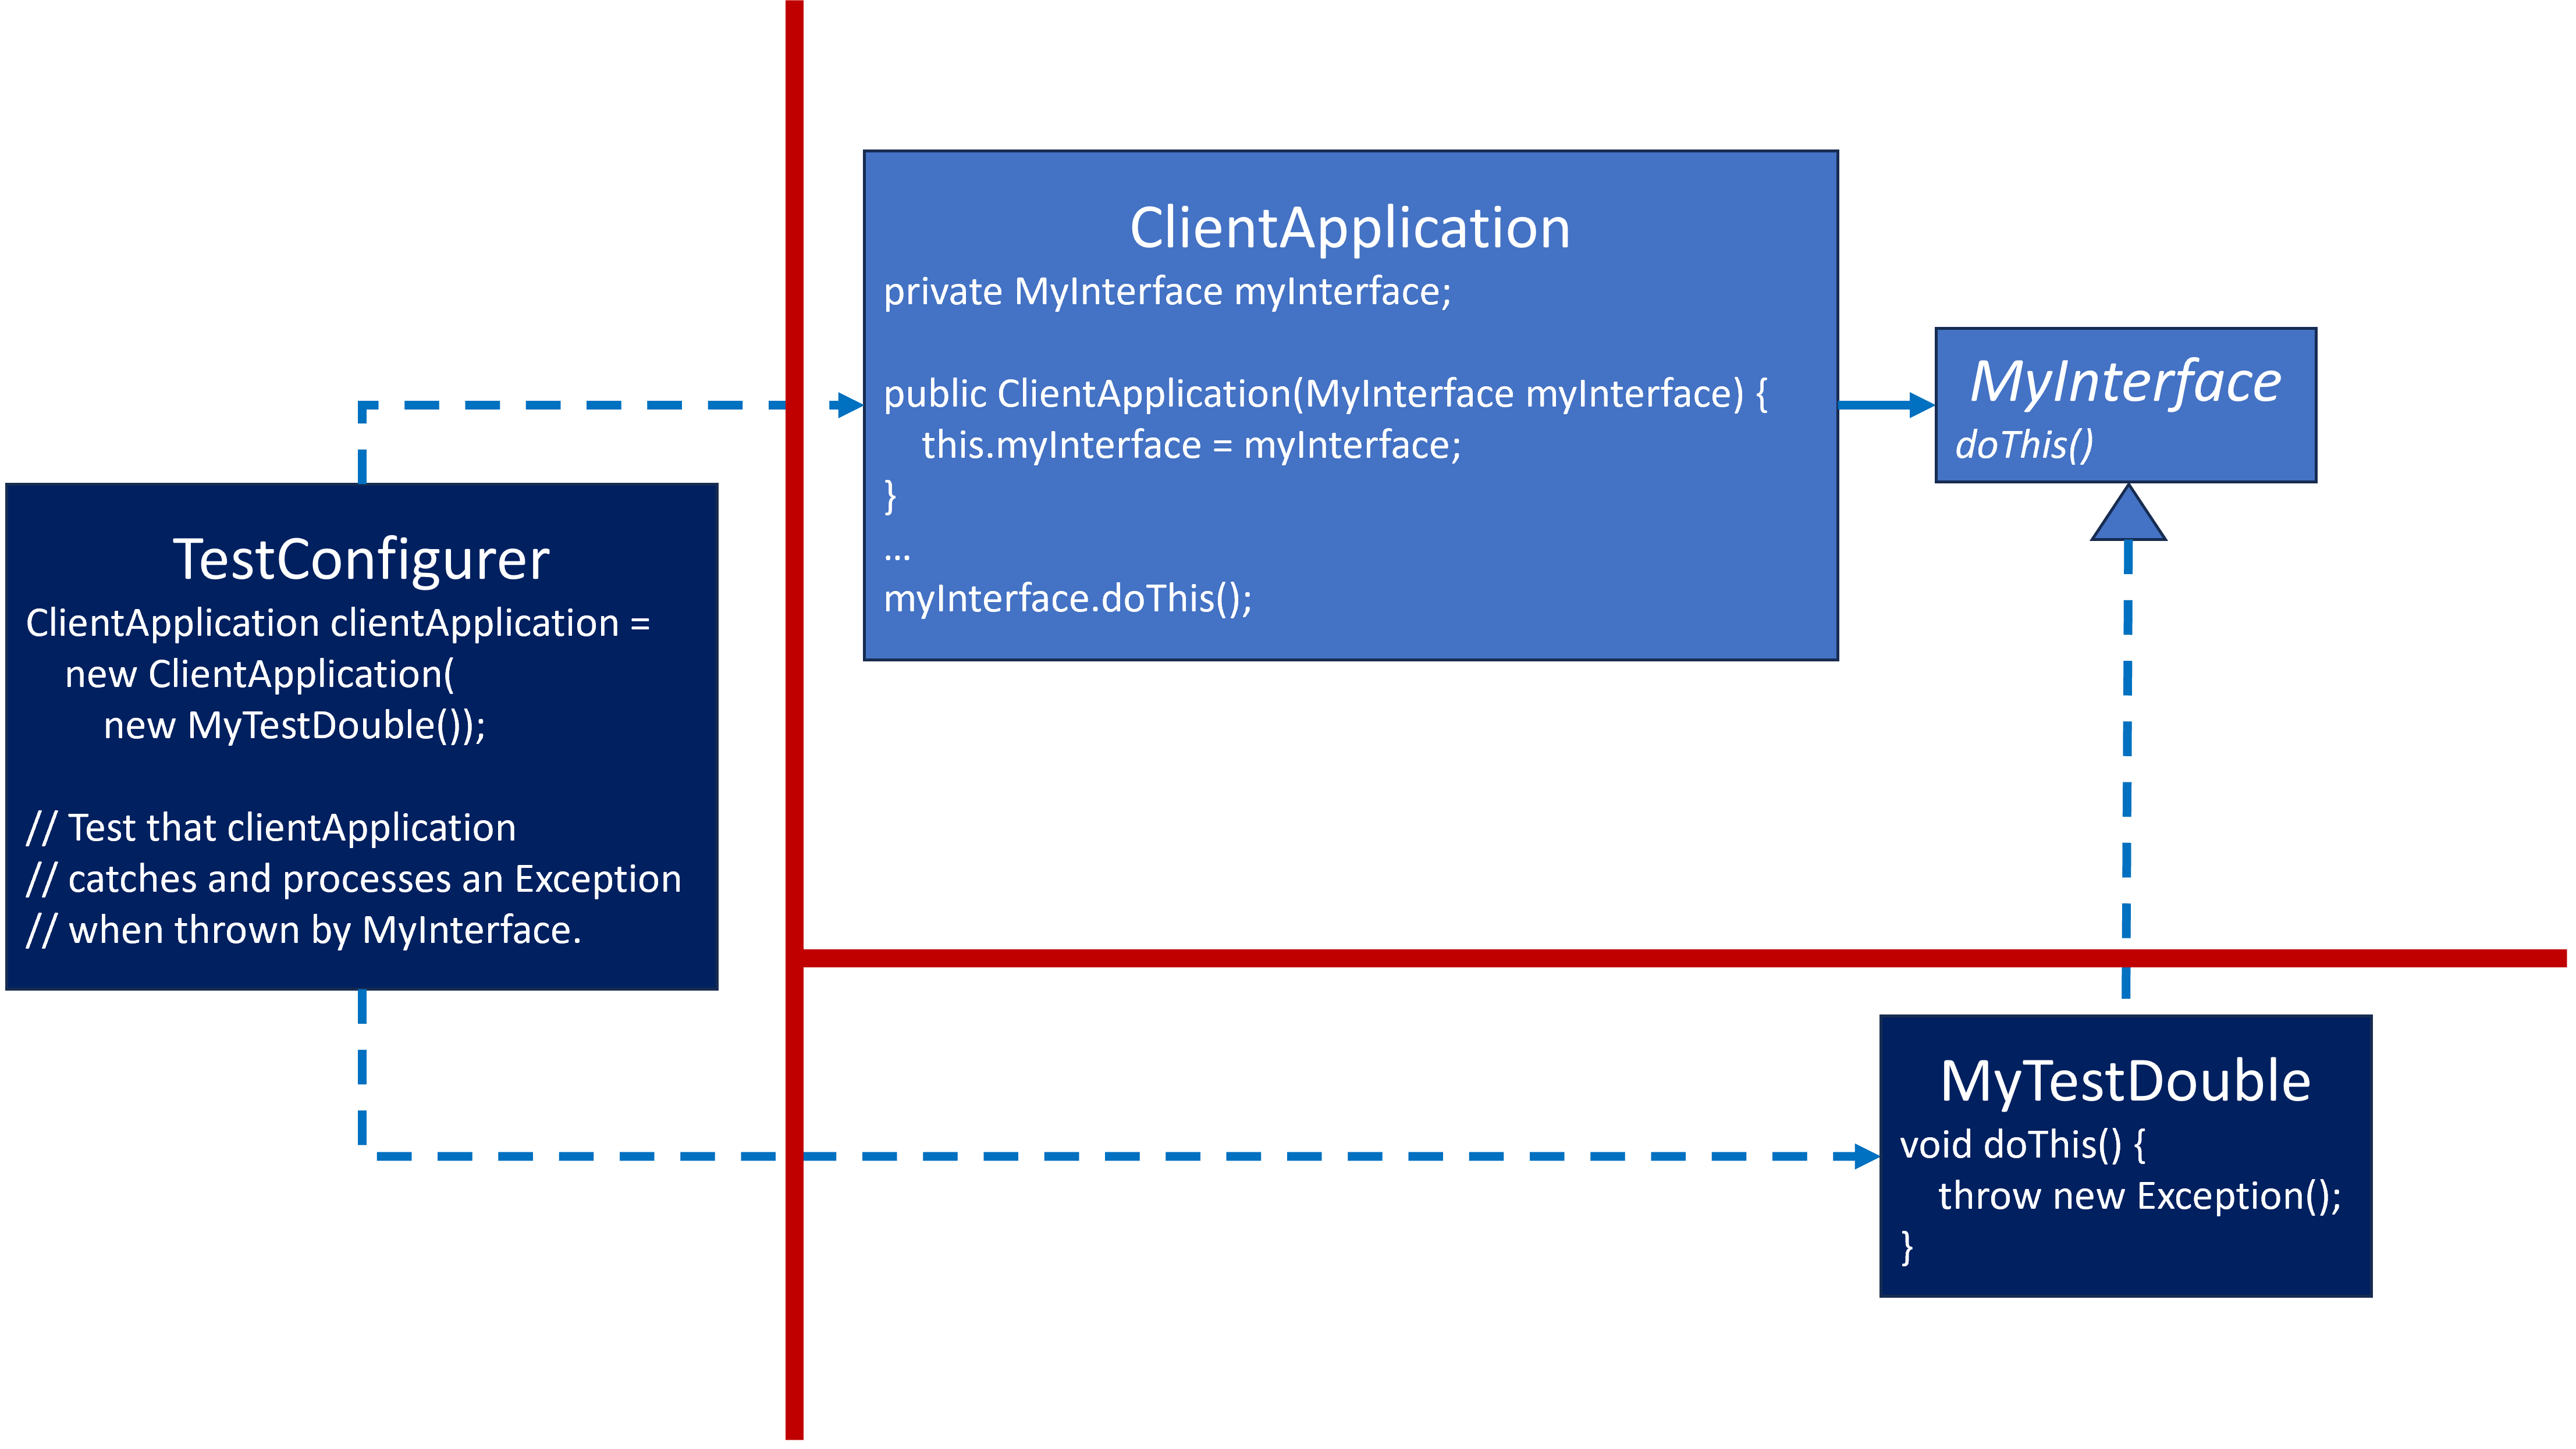 ClientApplication
private MyInterface myInterface;
public ClientApplication(MyInterface myInterface) {
this.myInterface = myInterface;
}
...
myInterface.doThis();
MyInterface
doThis()
TestConfigurer
ClientApplication clientApplication =
new ClientApplication(
new MyTestDouble());
// Test that clientApplication
// catches and processes an Exception
// when thrown by MyInterface.
MyTestDouble
void doThis() {
throw new Exception();
}